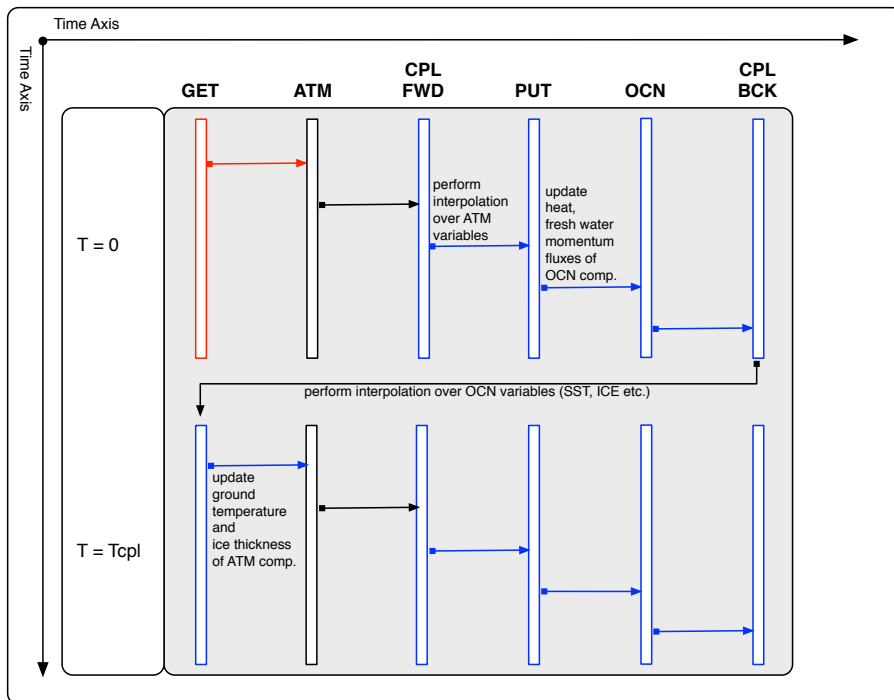 Time Axis
Time Axis
GET
ATM
CPL
FWD
PUT
OCN
CPL
BCK
T = 0
perform
interpolation
over ATM
variables
update
heat,
fresh water
momentum
fluxes of
OCN comp.
perform interpolation over OCN variables (SST, ICE etc.)
T = Tcpl
update
ground
temperature
and
ice thickness
of ATM comp.